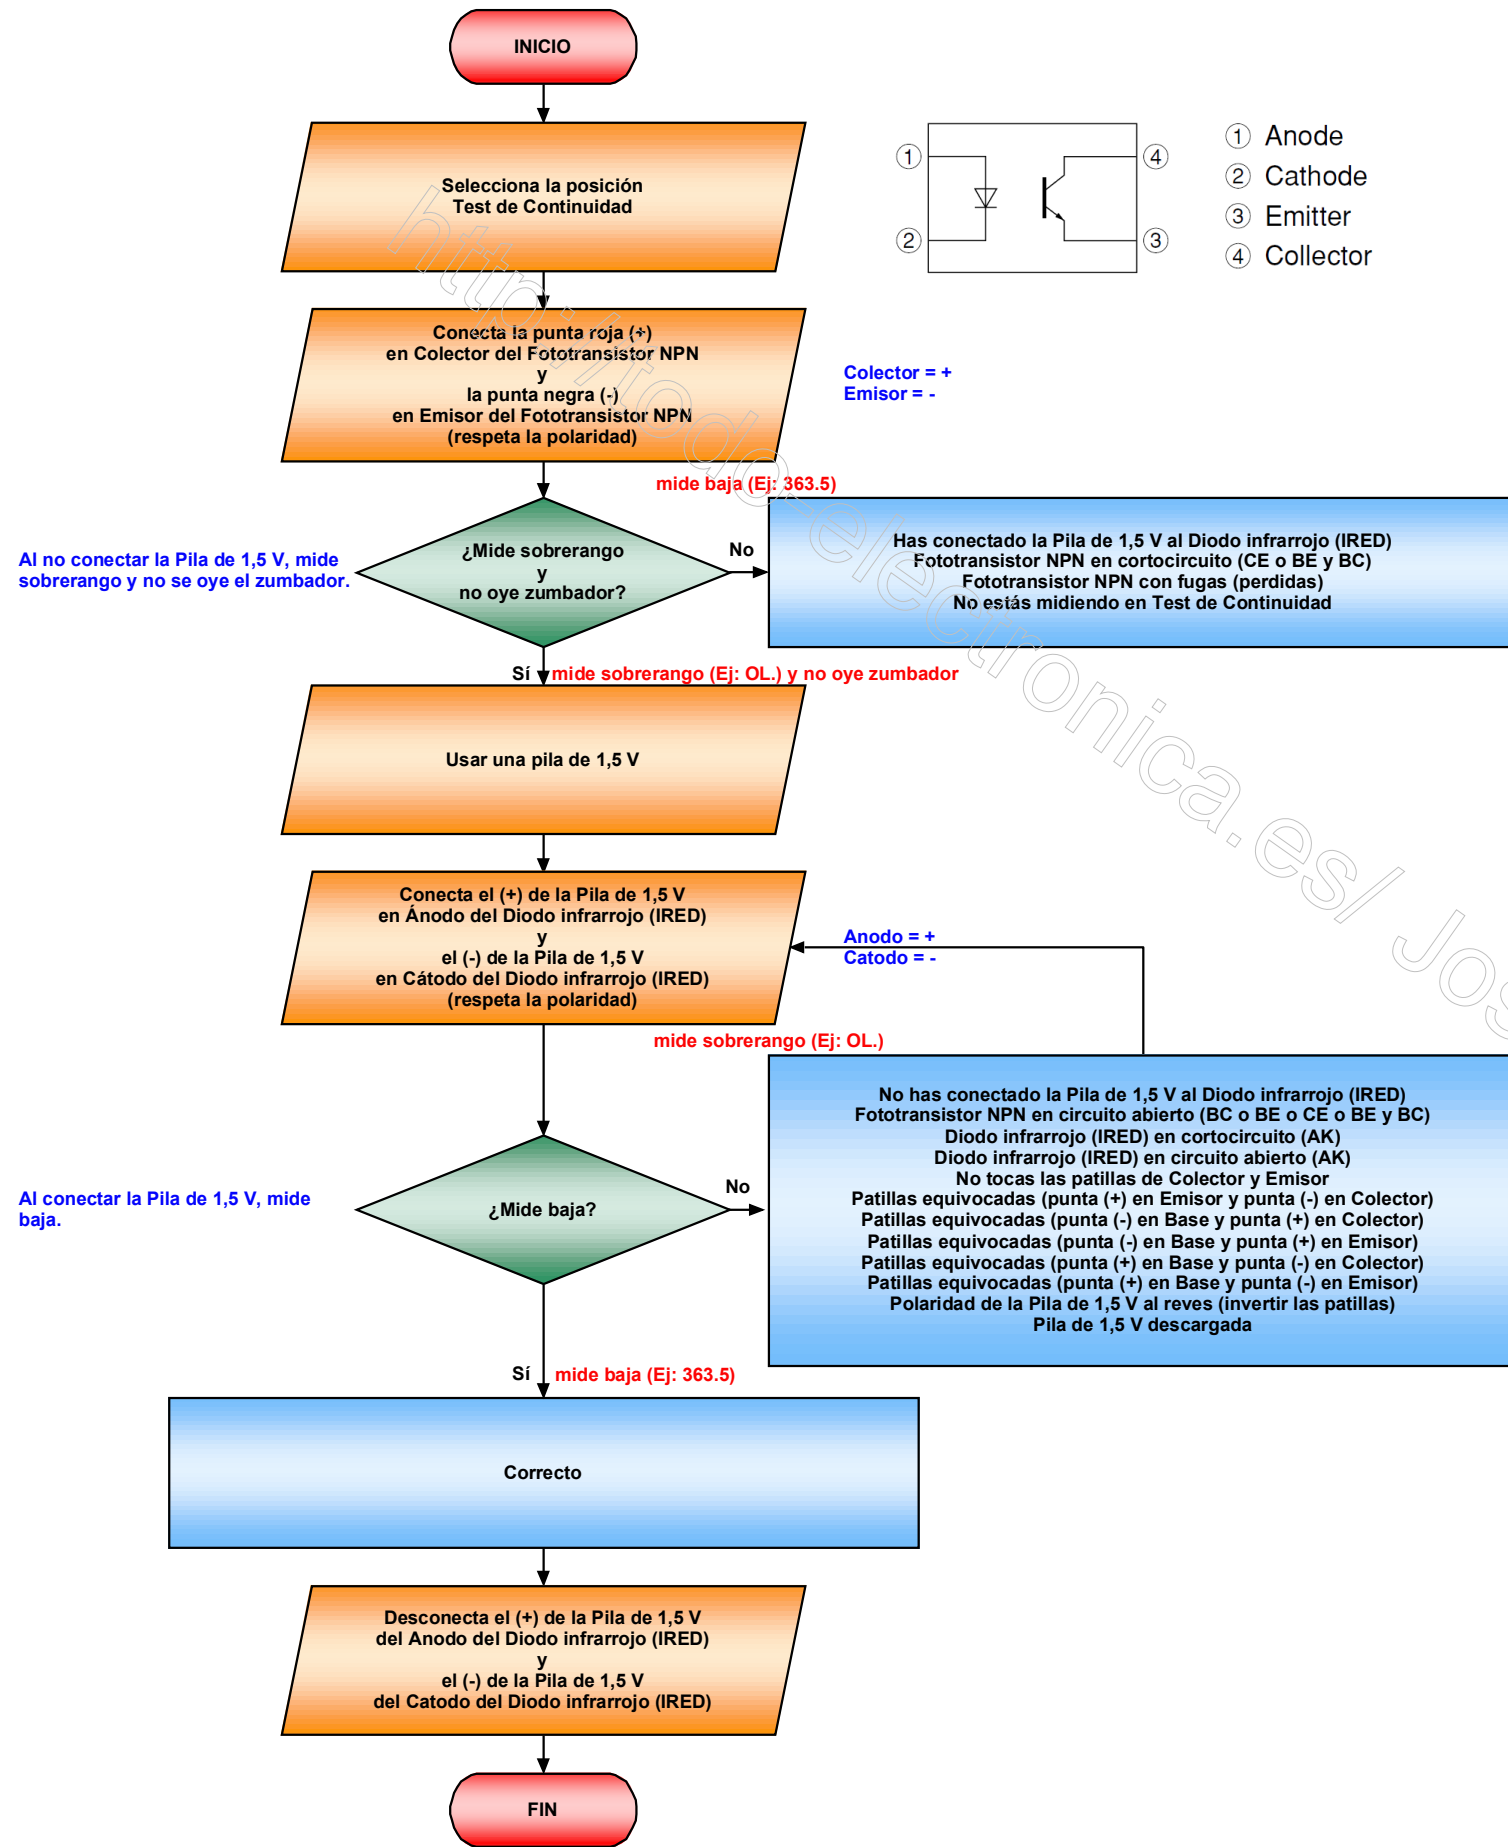 INICIO
Selecciona la posición
Test de Continuidad
1 Anode
2 Cathode
3 Emitter
4 Collector
1
2
4
3
Conecta la punta roja (+)
en Colector del Fototransistor NPN
y
la punta negra (-)
en Emisor del Fototransistor NPN
(respeta la polaridad)
Colector = +
Emisor = -
mide baja (Ej: 363.5)
Al no conectar la Pila de 1,5 V, mide
sobrerango y no se oye el zumbador.
¿Mide sobrerango
y
no oye zumbador?
No
Has conectado la Pila de 1,5 V al Diodo infrarrojo (IRED)
Fototransistor NPN en cortocircuito (CE o BE y BC)
Fototransistor NPN con fugas (perdidas)
No estás midiendo en Test de Continuidad
Sí
mide sobrerango (Ej: OL.) y no oye zumbador
Usar una pila de 1,5 V
Conecta el (+) de la Pila de 1,5 V
en Ánodo del Diodo infrarrojo (IRED)
y
el (-) de la Pila de 1,5 V
en Cátodo del Diodo infrarrojo (IRED)
(respeta la polaridad)
Anodo = +
Catodo = -
mide sobrerango (Ej: OL.)
Al conectar la Pila de 1,5 V, mide
baja.
¿Mide baja?
No
No has conectado la Pila de 1,5 V al Diodo infrarrojo (IRED)
Fototransistor NPN en circuito abierto (BC o BE o CE o BE y BC)
Diodo infrarrojo (IRED) en cortocircuito (AK)
Diodo infrarrojo (IRED) en circuito abierto (AK)
No tocas las patillas de Colector y Emisor
Patillas equivocadas (punta (+) en Emisor y punta (-) en Colector)
Patillas equivocadas (punta (-) en Base y punta (+) en Colector)
Patillas equivocadas (punta (-) en Base y punta (+) en Emisor)
Patillas equivocadas (punta (+) en Base y punta (-) en Colector)
Patillas equivocadas (punta (+) en Base y punta (-) en Emisor)
Polaridad de la Pila de 1,5 V al reves (invertir las patillas)
Pila de 1,5 V descargada
Sí
mide baja (Ej: 363.5)
Correcto
Desconecta el (+) de la Pila de 1,5 V
del Anodo del Diodo infrarrojo (IRED)
y
el (-) de la Pila de 1,5 V
del Catodo del Diodo infrarrojo (IRED)
FIN
http://todo-electronica.es/ Jos